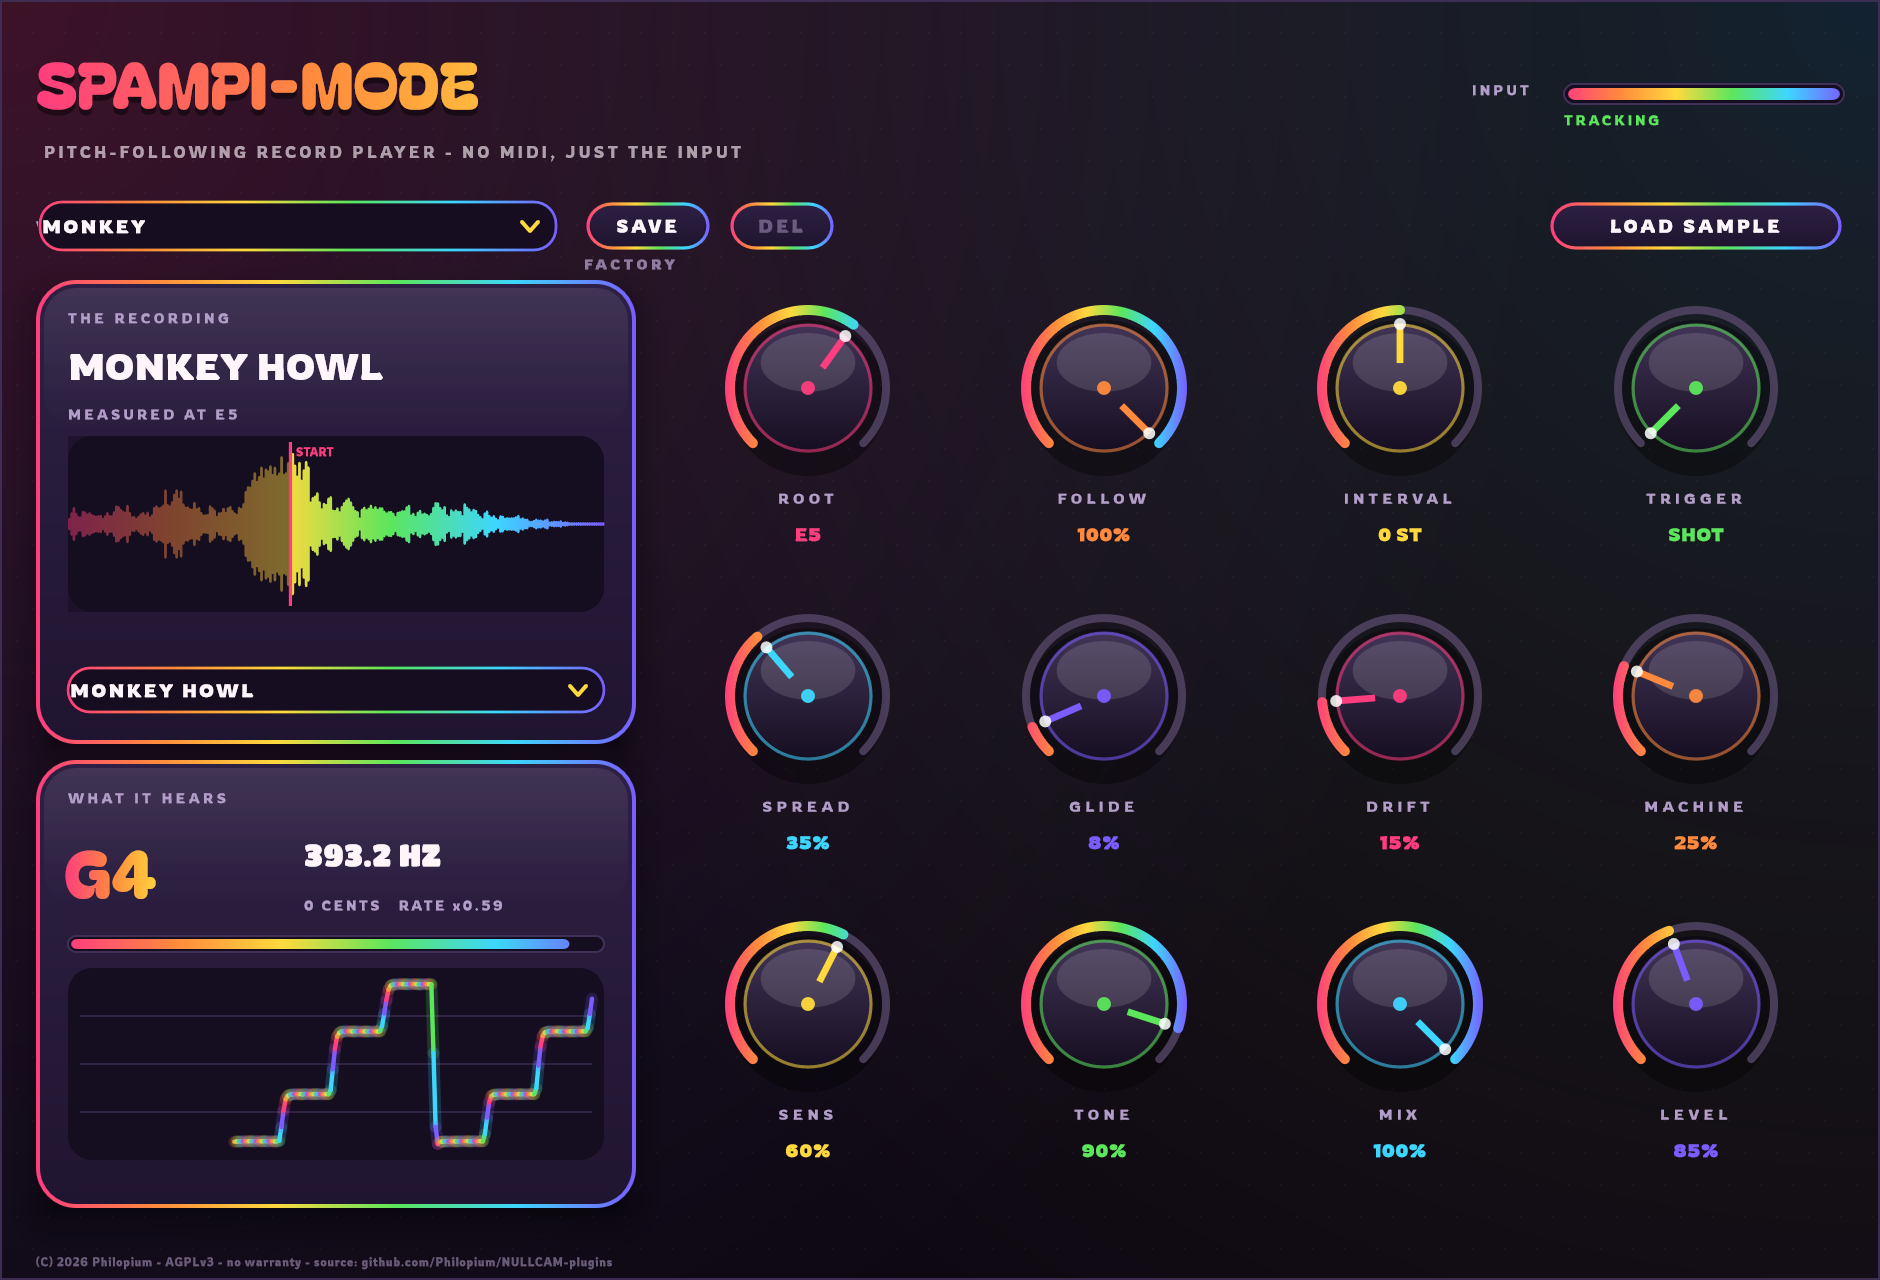 SPAMPI-MODE
INPUT
TRACKING
PITCH-FOLLOWING RECORD PLAYER - NO MIDI, JUST THE INPUT
MONKEY
SAVE
DEL
LOAD SAMPLE
FACTORY
THE RECORDING
MONKEY HOWL
MEASURED AT E5
START
MONKEY HOWL
ROOT
FOLLOW
INTERVAL
TRIGGER
E5
100%
0 ST
SHOT
SPREAD
GLIDE
DRIFT
MACHINE
35%
8%
15%
25%
WHAT IT HEARS
G4
393.2 HZ
0 CENTS RATE x0.59
SENS
TONE
MIX
LEVEL
60%
90%
100%
85%
(C) 2026 Philopium - AGPLv3 - no warranty - source: github.com/Philopium/NULLCAM-plugins